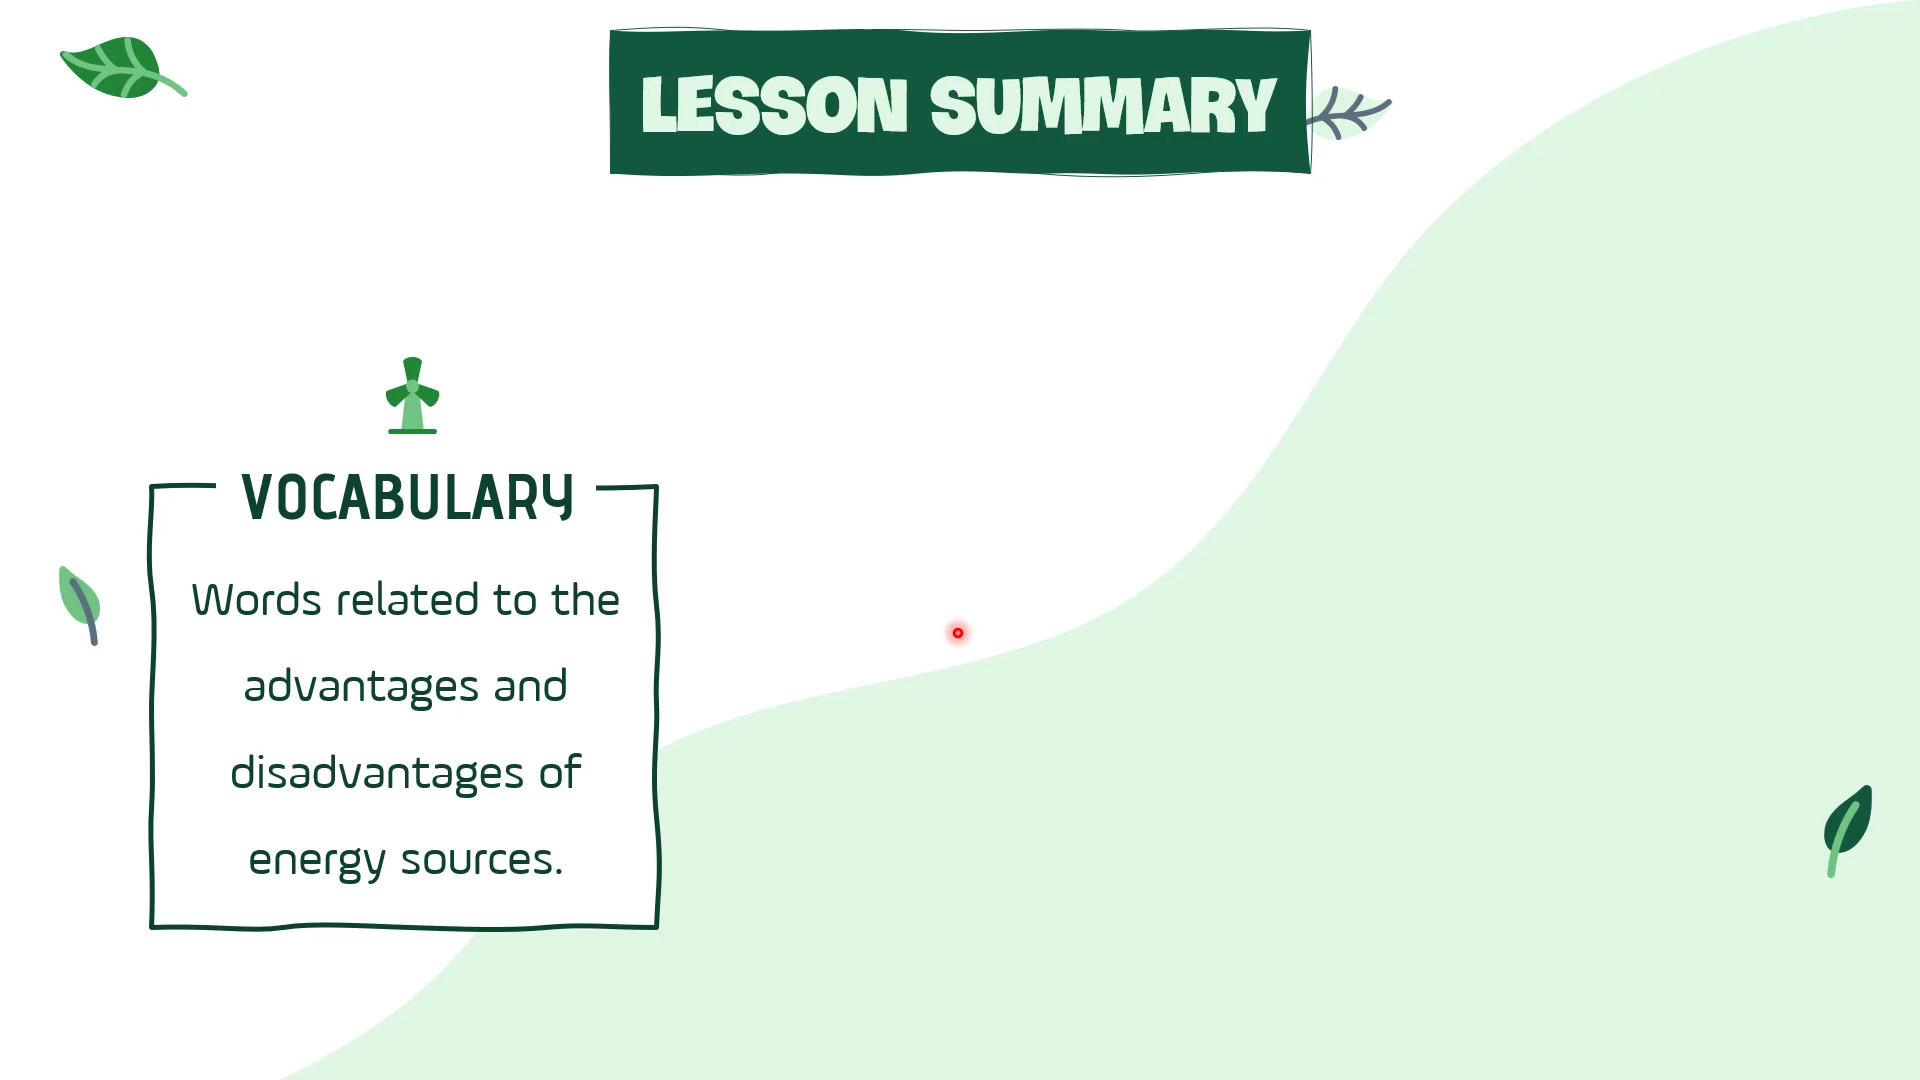 LESSON SUMMARY
VOCABULARY
Words related to the
advantages and
disadvantages of
energy sources.